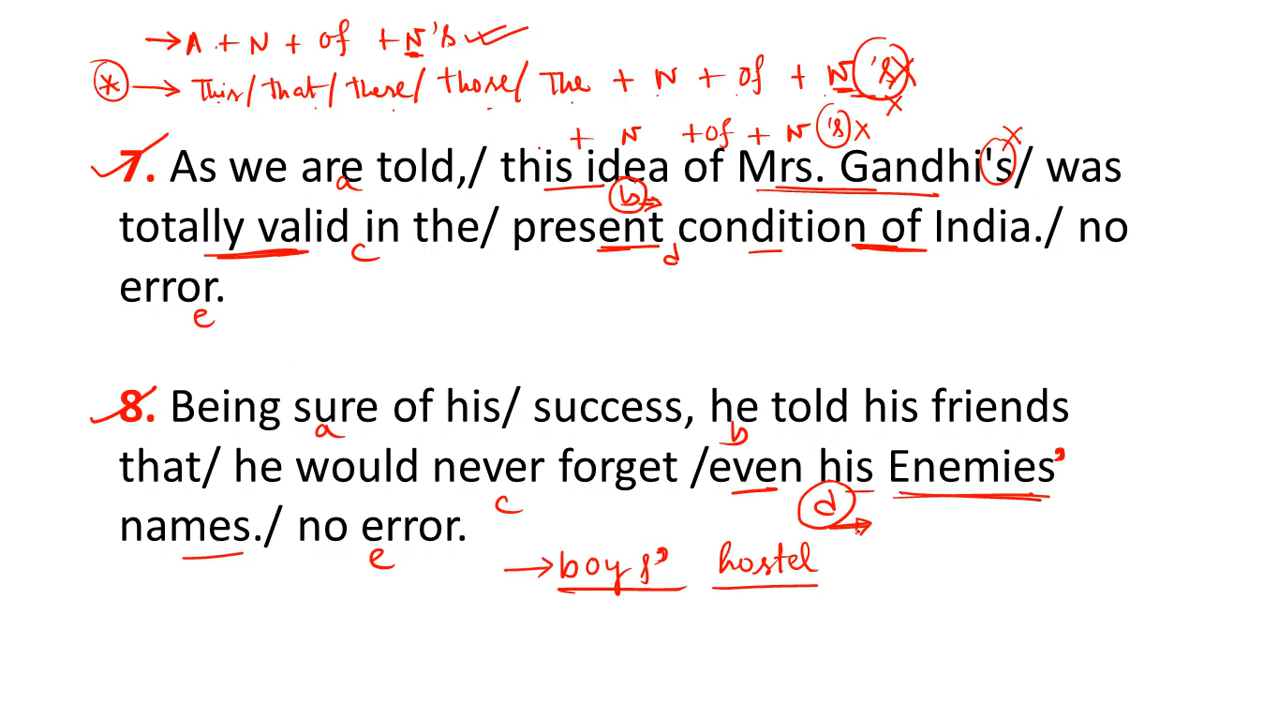 → A + N + of + N's ✓
* → This/that/these/those/The + N + of + N's x
x
+ N + of + N 's x x
7. As we are told,/ this idea of Mrs. Gandhi's/ was
a b
totally valid in the/ present condition of India./ no
c d
error.
e
8. Being sure of his/ success, he told his friends
a b
that/ he would never forget /even his Enemies'
c d
names./ no error.
e
→ boys' hostel